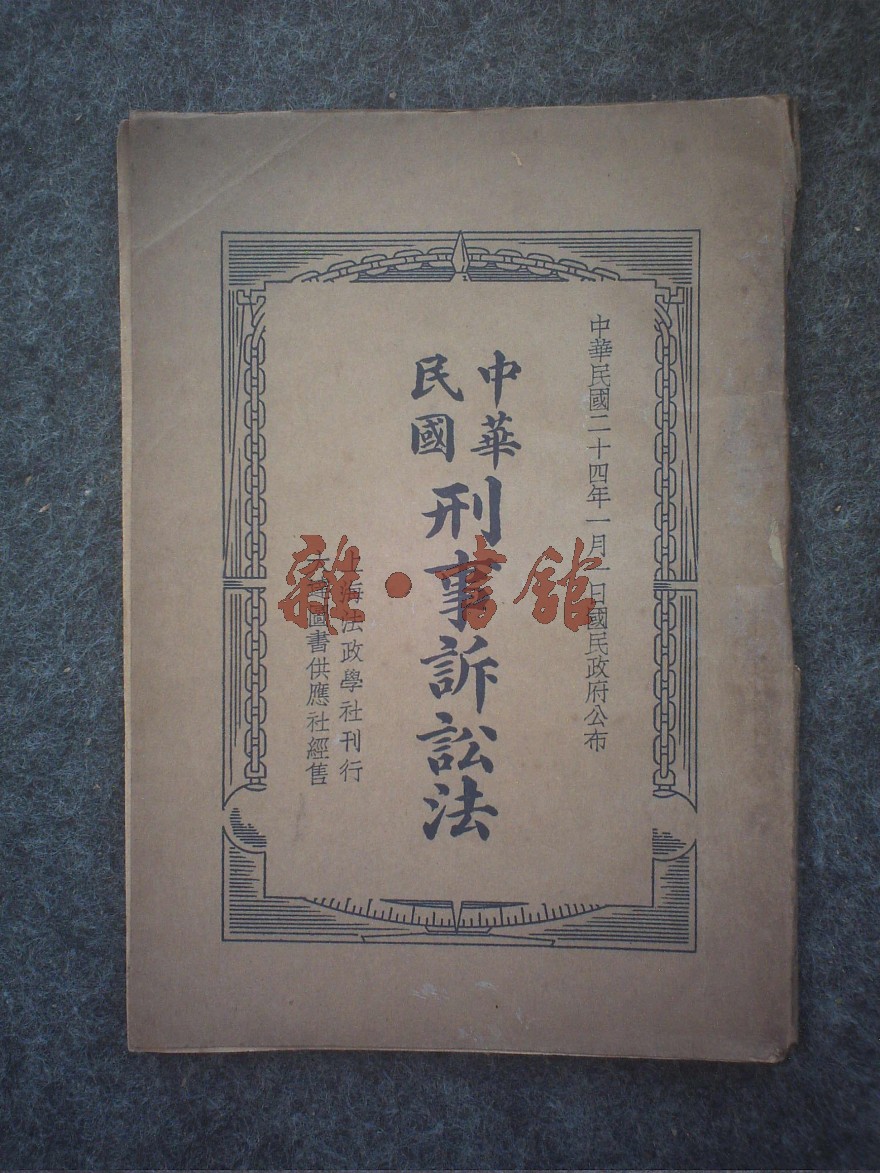 中華民國二十四年一月一日國民政府公布
中華
民國
刑事訴訟法
上海法政學社刊行
圖書供應社經售
雜·書館